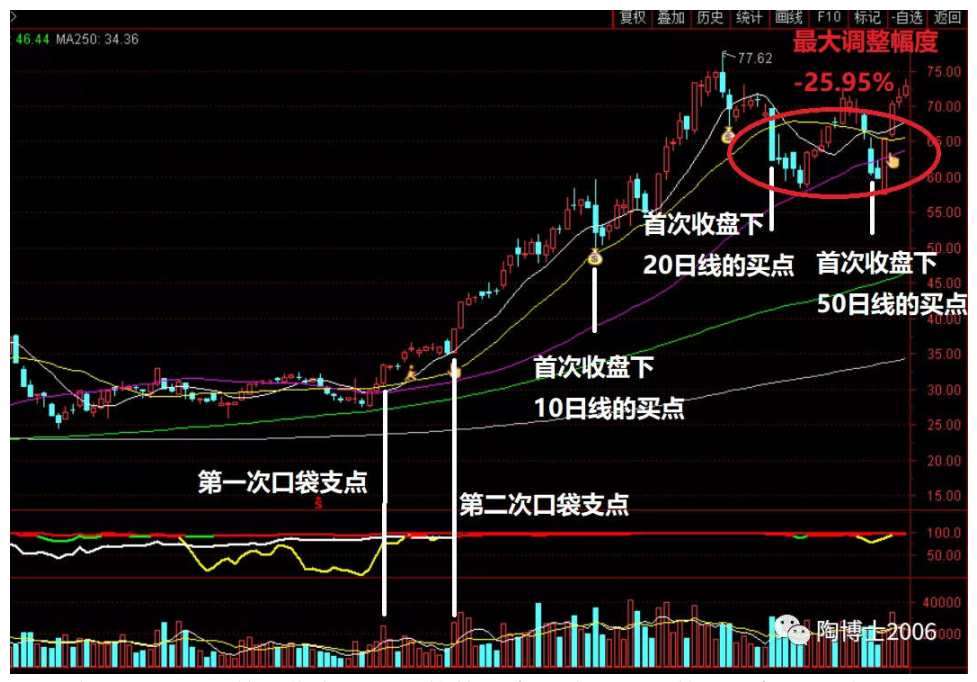 复权 叠加 历史 统计 画线 F10 标记 -自选 返回
: 46.44 MA250: 34.36
最大调整幅度
-25.95%
77.62
75.00
70.00
65.00
60.00
55.00
50.00
45.00
40.00
35.00
30.00
25.00
20.00
15.00
首次收盘下
20日线的买点
首次收盘下
50日线的买点
首次收盘下
10日线的买点
第一次口袋支点
第二次口袋支点
S
100.0
50.00
40000
陶博士2006